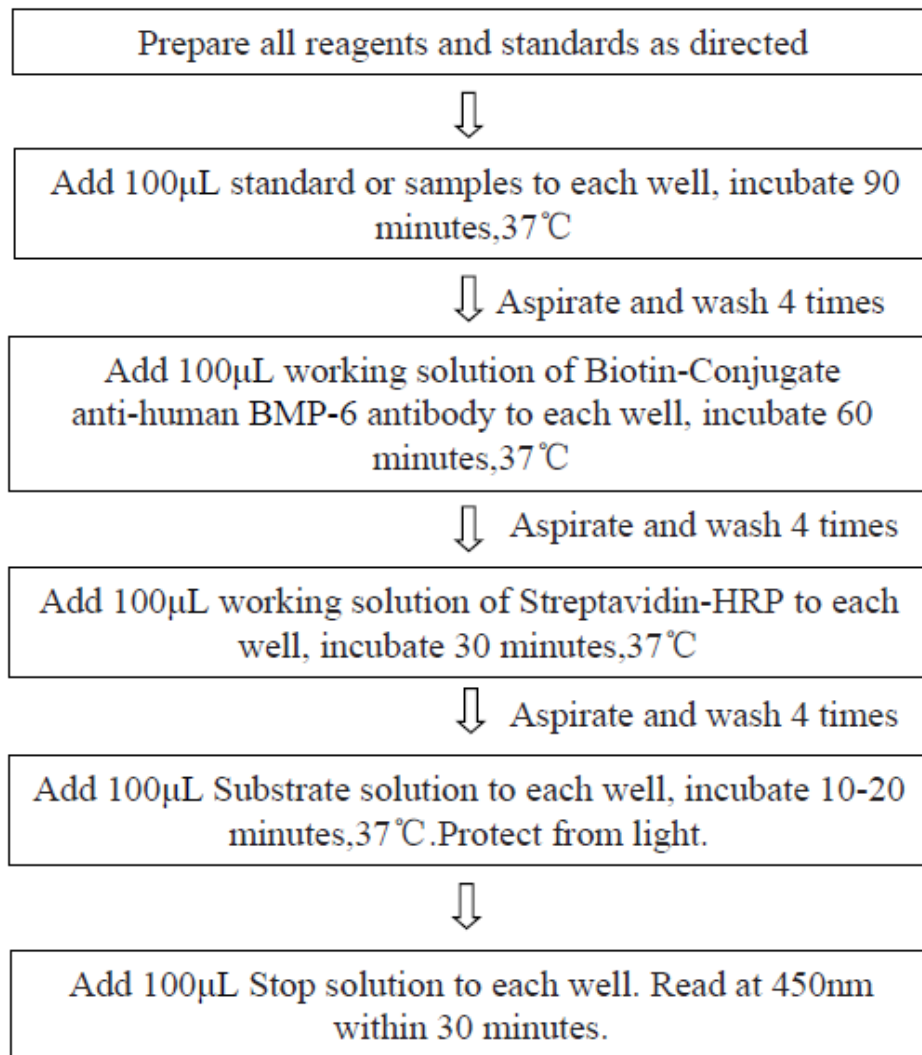 Prepare all reagents and standards as directed
Add 100μL standard or samples to each well, incubate 90
minutes,37℃
Aspirate and wash 4 times
Add 100μL working solution of Biotin-Conjugate
anti-human BMP-6 antibody to each well, incubate 60
minutes,37℃
Aspirate and wash 4 times
Add 100μL working solution of Streptavidin-HRP to each
well, incubate 30 minutes,37℃
Aspirate and wash 4 times
Add 100μL Substrate solution to each well, incubate 10-20
minutes,37℃.Protect from light.
Add 100μL Stop solution to each well. Read at 450nm
within 30 minutes.